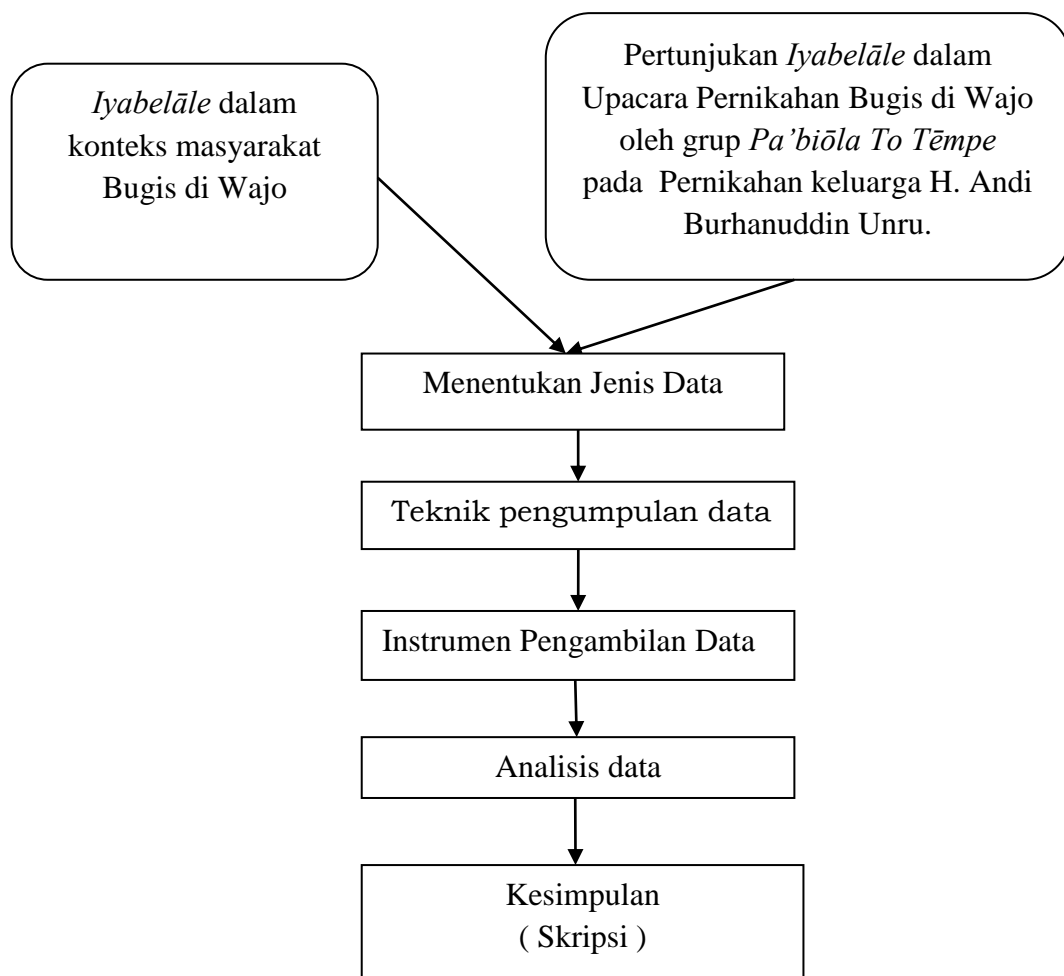 Iyabelāle dalam
konteks masyarakat
Bugis di Wajo
Pertunjukan Iyabelāle dalam
Upacara Pernikahan Bugis di Wajo
oleh grup Pa’biōla To Tēmpe
pada Pernikahan keluarga H. Andi
Burhanuddin Unru.
Menentukan Jenis Data
Teknik pengumpulan data
Instrumen Pengambilan Data
Analisis data
Kesimpulan
( Skripsi )